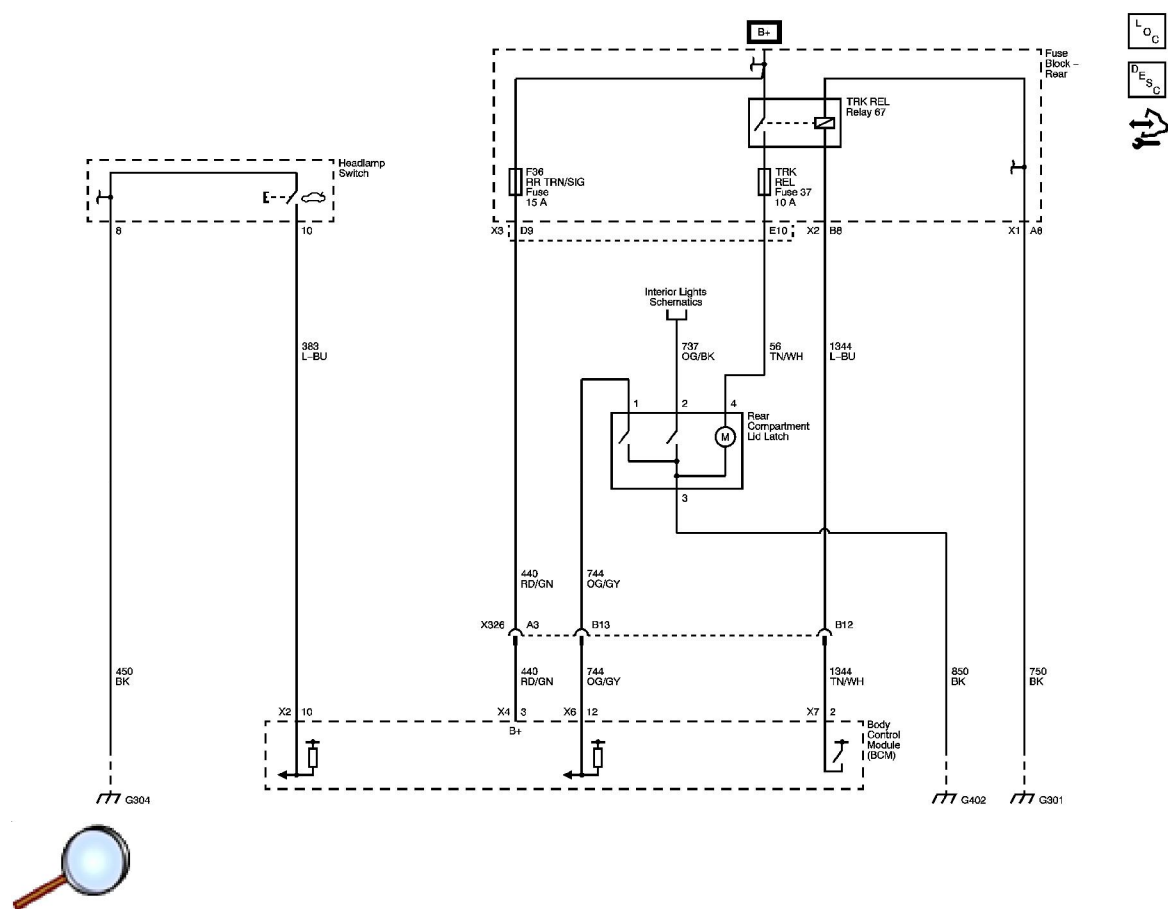 B+
L O C
Fuse
Block –
Rear
D E S C
TRK REL
Relay 67
Headlamp
Switch
F36
RR TRN/SIG
Fuse
15 A
TRK
REL
Fuse 37
10 A
6
10
X3
D9
E10
X2
B8
X1
A6
Interior Lights
Schematics
383
L–BU
737
OG/BK
56
TN/WH
1344
L–BU
1
2
4
Rear
Compartment
Lid Latch
M
3
440
RD/GN
744
OG/GY
X326
A3
B13
B12
450
BK
440
RD/GN
744
OG/GY
1344
TN/WH
850
BK
750
BK
X2
10
X4
3
X6
12
X7
2
B+
Body
Control
Module
(BCM)
G304
G402
G301